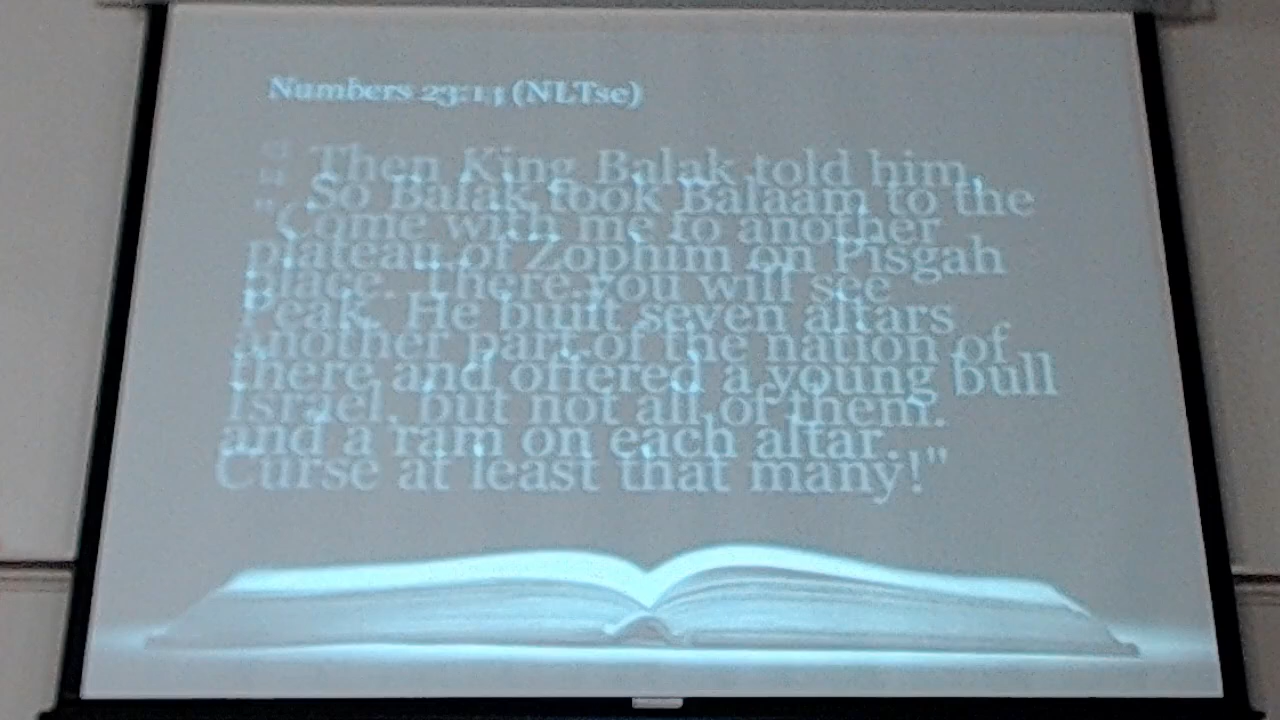 Numbers (NLTse)
Then King Balak told him,
So Balak took Balaam to the
"Come with me to another
plateau of Zophim on Pisgah
place. There you will see
Peak. He built seven altars
another part of the nation of
there and offered a young bull
Israel, but not all of them.
and a ram on each altar.
Curse at least that many!"